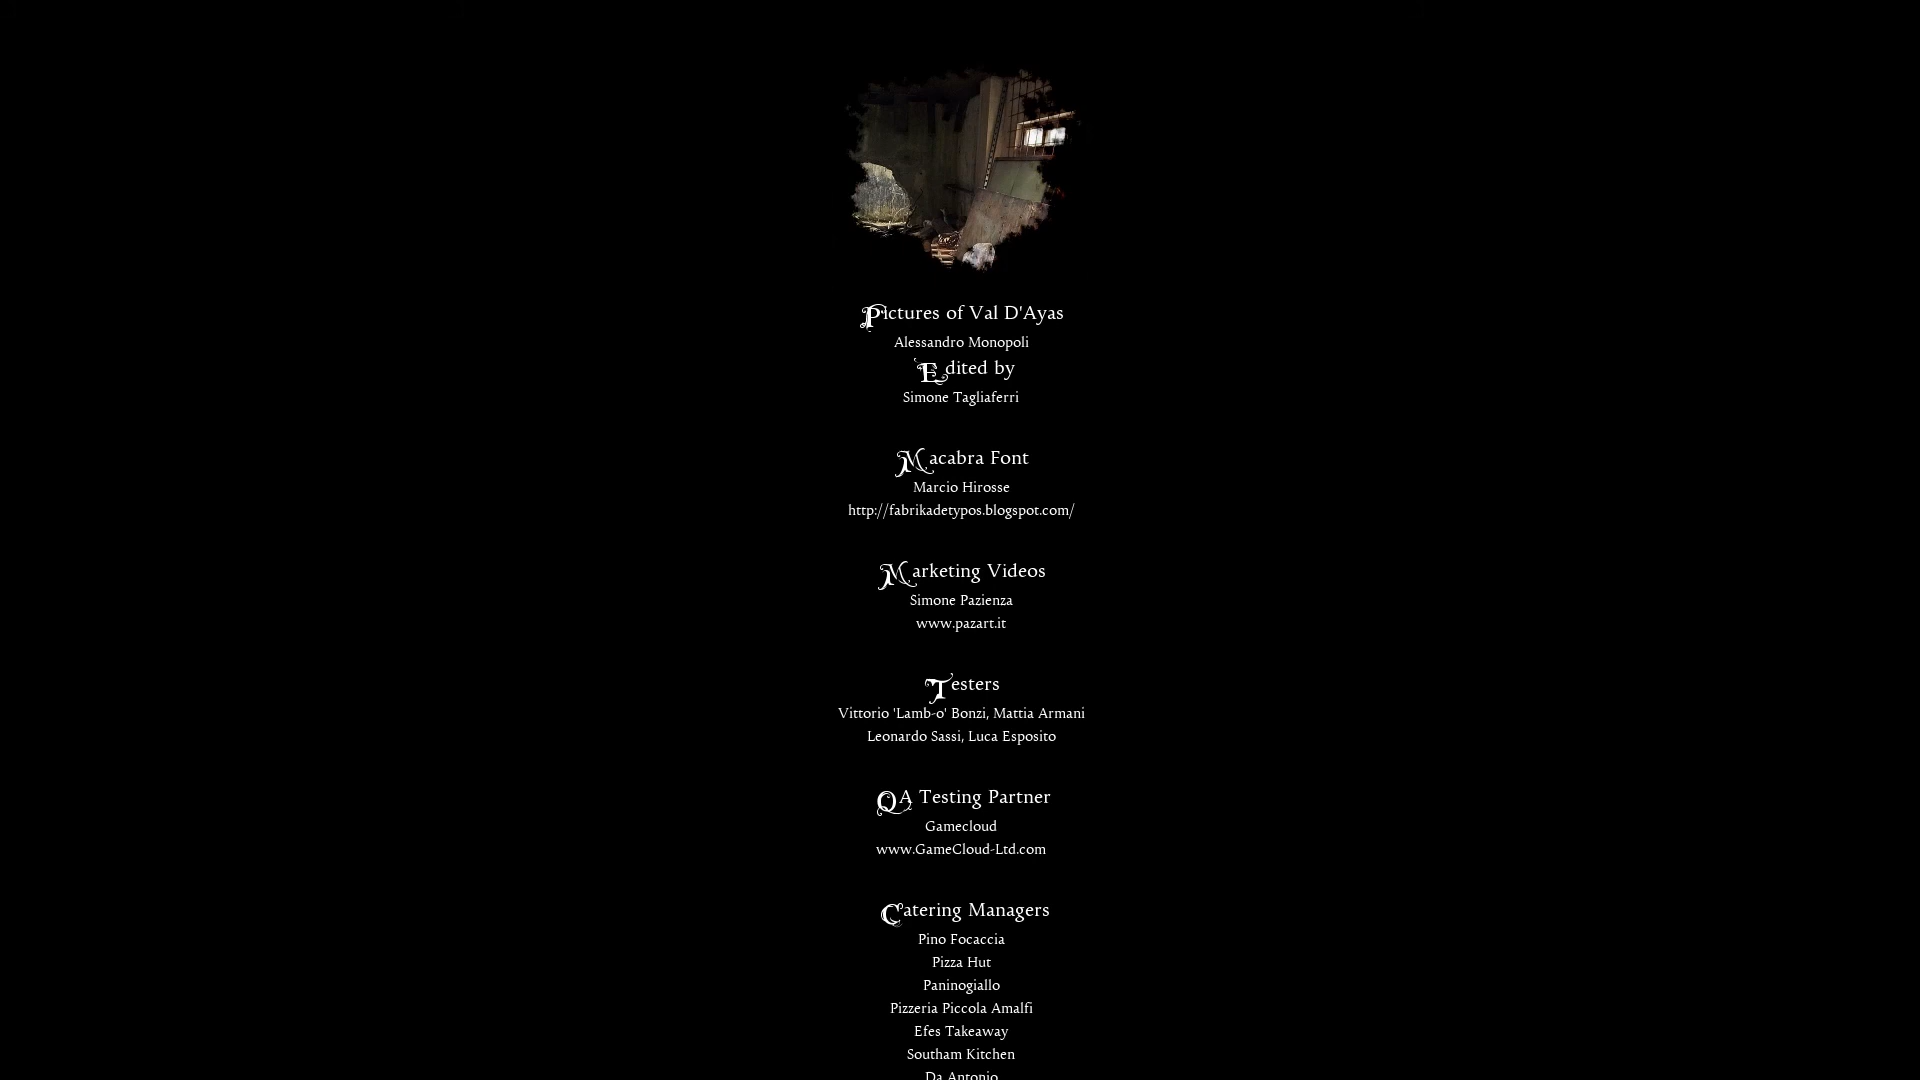 Pictures of Val D'Ayas
Alessandro Monopoli
Edited by
Simone Tagliaferri
Macabra Font
Marcio Hirosse
http://fabrikadetypos.blogspot.com/
Marketing Videos
Simone Pazienza
www.pazart.it
Testers
Vittorio 'Lamb-o' Bonzi, Mattia Armani
Leonardo Sassi, Luca Esposito
QA Testing Partner
Gamecloud
www.GameCloud-Ltd.com
Catering Managers
Pino Focaccia
Pizza Hut
Paninogiallo
Pizzeria Piccola Amalfi
Efes Takeaway
Southam Kitchen
Da Antonio